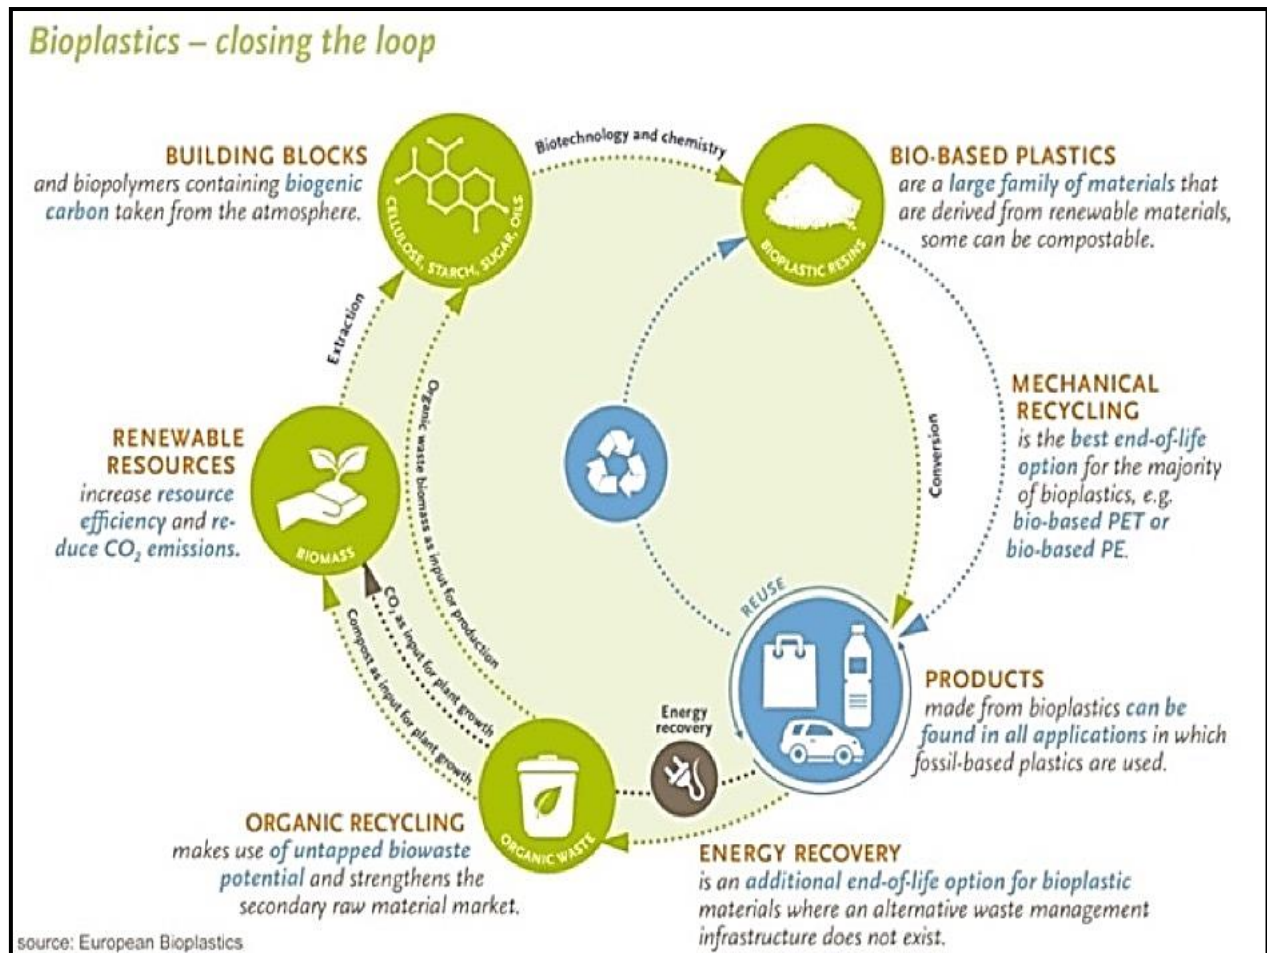 Bioplastics – closing the loop
BUILDING BLOCKS
and biopolymers containing biogenic
carbon taken from the atmosphere.
CELLULOSE, STARCH, SUGAR, OILS
Biotechnology and chemistry
BIOPLASTIC RESINS
BIO-BASED PLASTICS
are a large family of materials that
are derived from renewable materials,
some can be compostable.
Extraction
Organic waste biomass as input for production
Conversion
MECHANICAL
RECYCLING
is the best end-of-life
option for the majority
of bioplastics, e.g.
bio-based PET or
bio-based PE.
RENEWABLE
RESOURCES
increase resource
efficiency and re-
duce CO₂ emissions.
BIOMASS
CO₂ as input for plant growth
Compost as input for plant growth
REUSE
PRODUCTS
made from bioplastics can be
found in all applications in which
fossil-based plastics are used.
Energy
recovery
ORGANIC WASTE
ORGANIC RECYCLING
makes use of untapped biowaste
potential and strengthens the
secondary raw material market.
ENERGY RECOVERY
is an additional end-of-life option for bioplastic
materials where an alternative waste management
infrastructure does not exist.
source: European Bioplastics